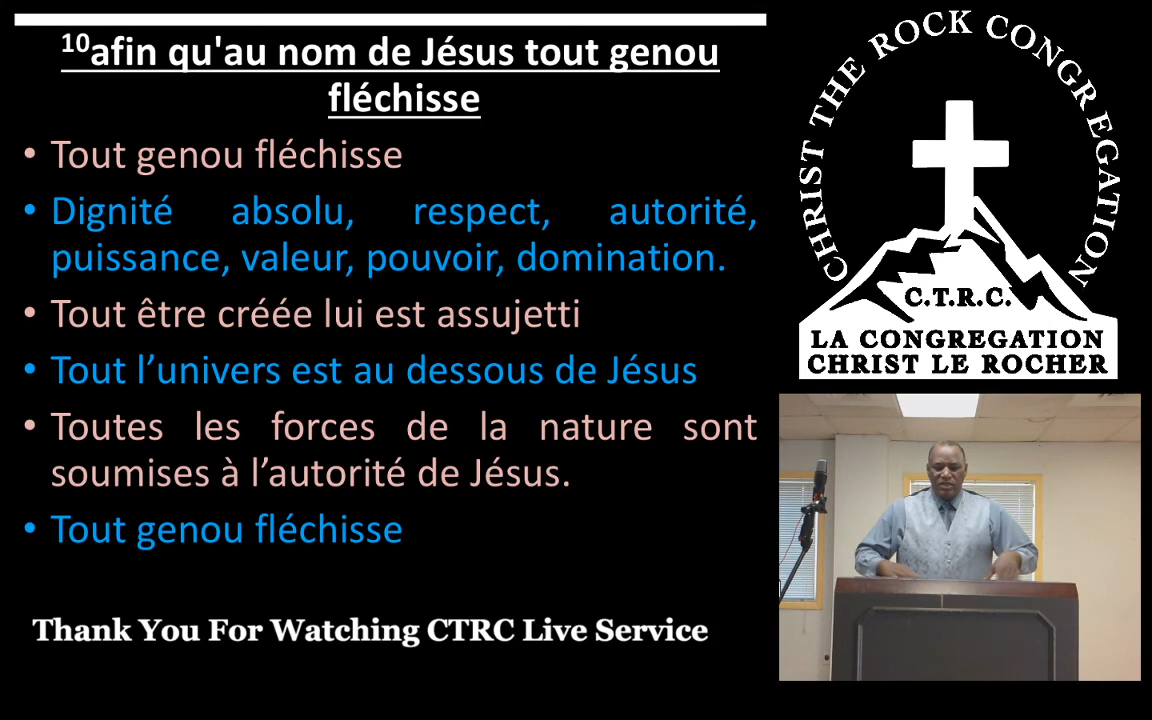 10afin qu'au nom de Jésus tout genou
fléchisse
• Tout genou fléchisse
• Dignité absolu, respect, autorité,
puissance, valeur, pouvoir, domination.
• Tout être créée lui est assujetti
• Tout l’univers est au dessous de Jésus
• Toutes les forces de la nature sont
soumises à l’autorité de Jésus.
• Tout genou fléchisse
Thank You For Watching CTRC Live Service
CHRIST THE ROCK CONGREGATION
C.T.R.C.
LA CONGREGATION
CHRIST LE ROCHER